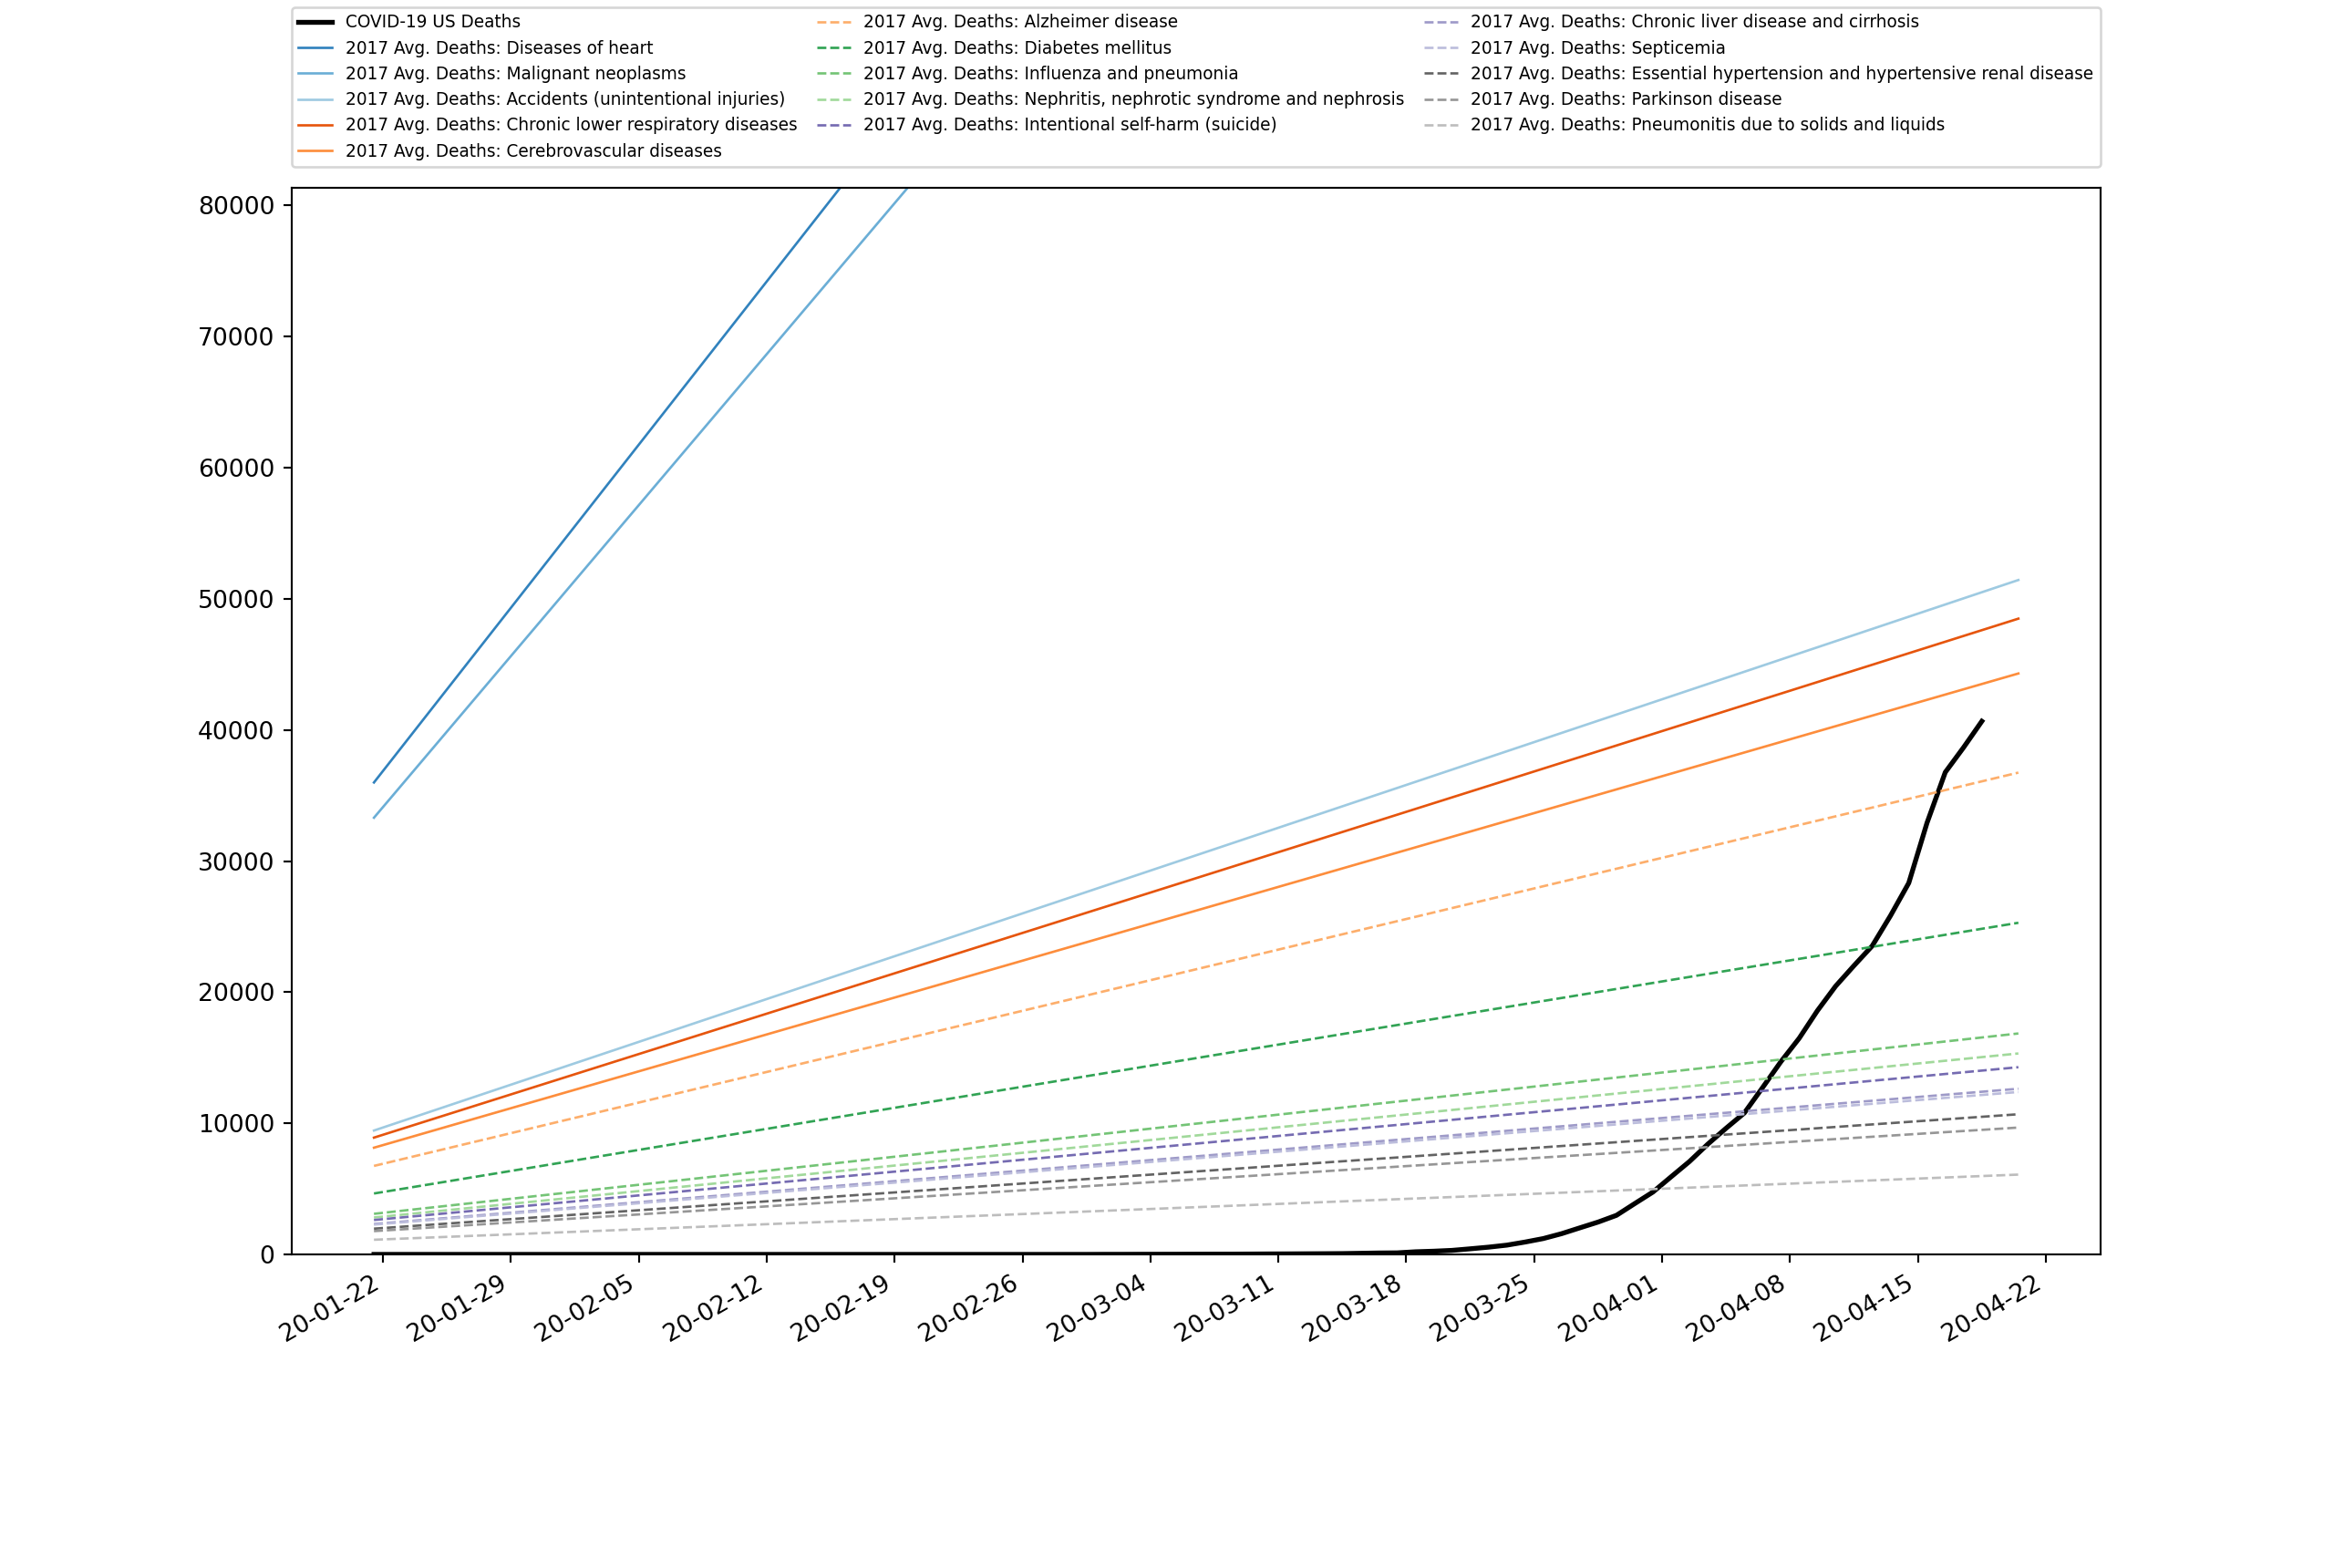 COVID-19 US Deaths
2017 Avg. Deaths: Diseases of heart
2017 Avg. Deaths: Malignant neoplasms
2017 Avg. Deaths: Accidents (unintentional injuries)
2017 Avg. Deaths: Chronic lower respiratory diseases
2017 Avg. Deaths: Cerebrovascular diseases
2017 Avg. Deaths: Alzheimer disease
2017 Avg. Deaths: Diabetes mellitus
2017 Avg. Deaths: Influenza and pneumonia
2017 Avg. Deaths: Nephritis, nephrotic syndrome and nephrosis
2017 Avg. Deaths: Intentional self-harm (suicide)
2017 Avg. Deaths: Chronic liver disease and cirrhosis
2017 Avg. Deaths: Septicemia
2017 Avg. Deaths: Essential hypertension and hypertensive renal disease
2017 Avg. Deaths: Parkinson disease
2017 Avg. Deaths: Pneumonitis due to solids and liquids
80000
70000
60000
50000
40000
30000
20000
10000
0
20-01-22
20-01-29
20-02-05
20-02-12
20-02-19
20-02-26
20-03-04
20-03-11
20-03-18
20-03-25
20-04-01
20-04-08
20-04-15
20-04-22